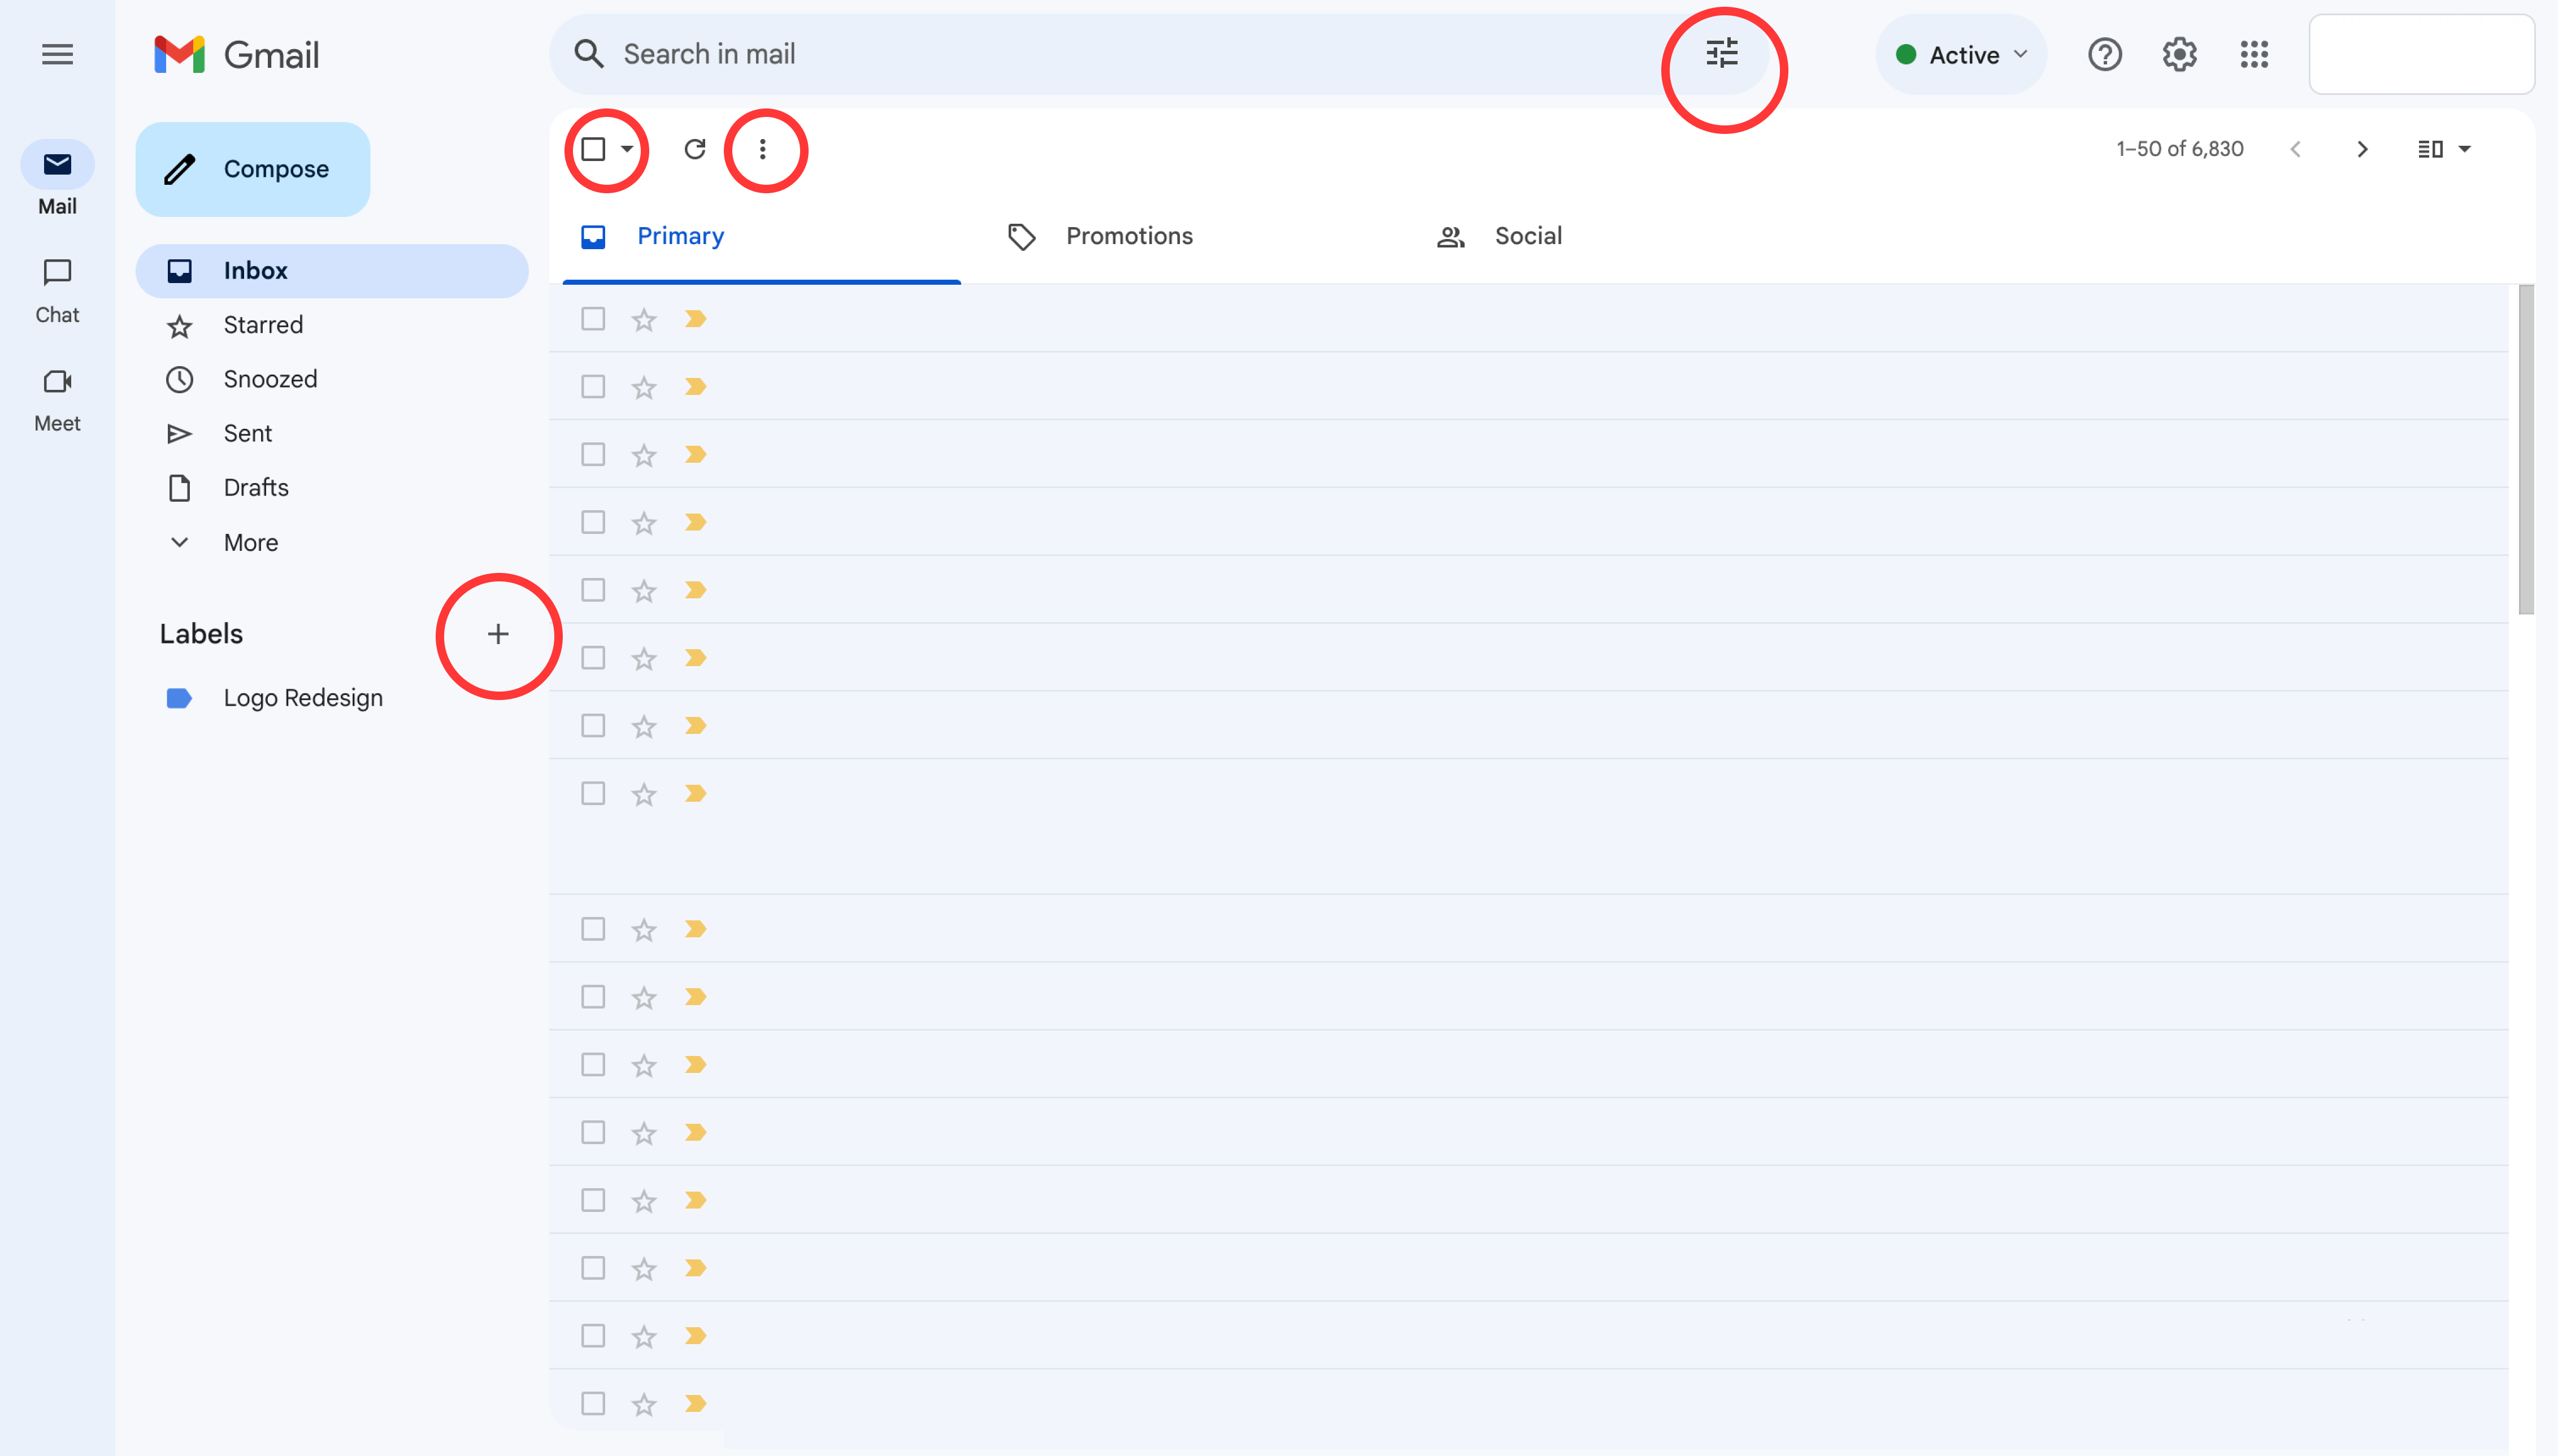 Gmail
Search in mail
Active
Compose
1–50 of 6,830
Mail
Primary
Promotions
Social
Inbox
Chat
Starred
Snoozed
Meet
Sent
Drafts
More
Labels
Logo Redesign